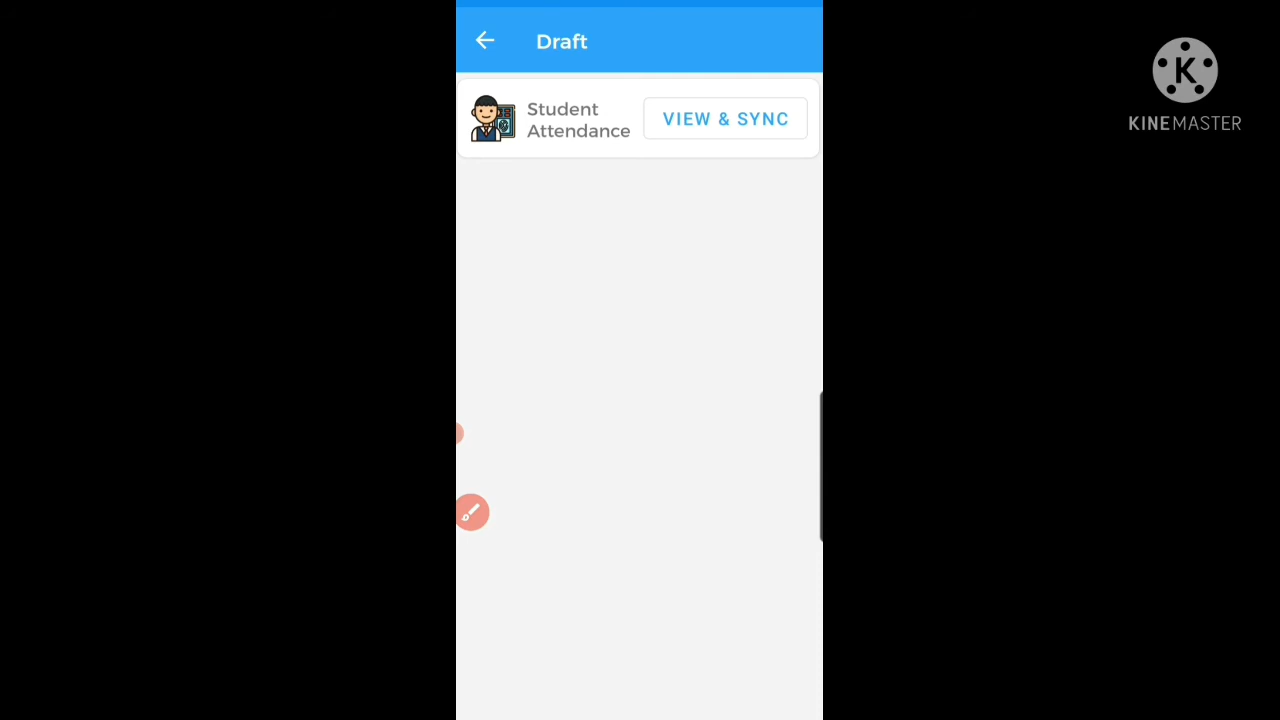 Draft
Student
Attendance
VIEW & SYNC
K
KINEMASTER